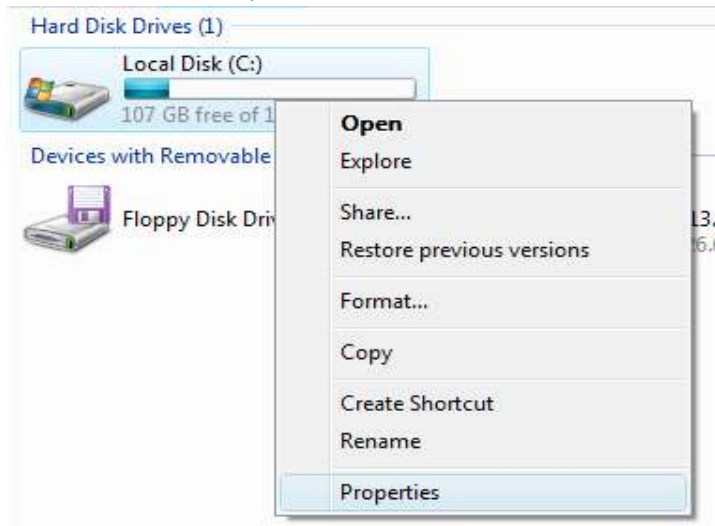 Hard Disk Drives (1)
Local Disk (C:)
107 GB free of 1
Open
Explore
Devices with Removable
Share...
Floppy Disk Dri
Restore previous versions
Format...
Copy
Create Shortcut
Rename
Properties